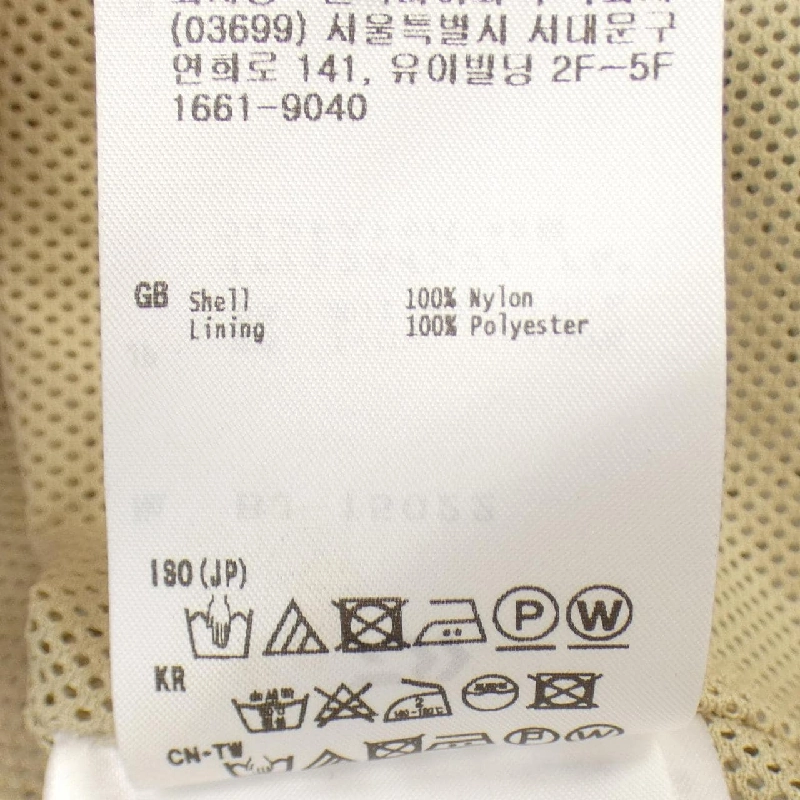 (03699) 서울특별시 서대문구
연희로 141, 유이빌딩 2F~5F
1661-9040
GB Shell 100% Nylon
Lining 100% Polyester
ISO(JP)
P W
KR
CN·TW